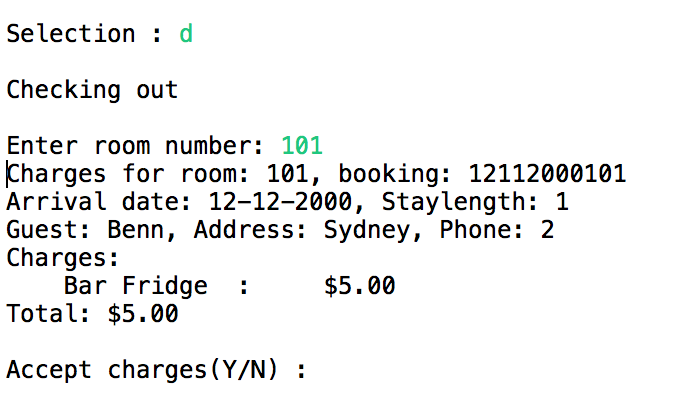 Selection : d
Checking out
Enter room number: 101
Charges for room: 101, booking: 12112000101
Arrival date: 12-12-2000, Staylength: 1
Guest: Benn, Address: Sydney, Phone: 2
Charges:
    Bar Fridge  :     $5.00
Total: $5.00
Accept charges(Y/N) :